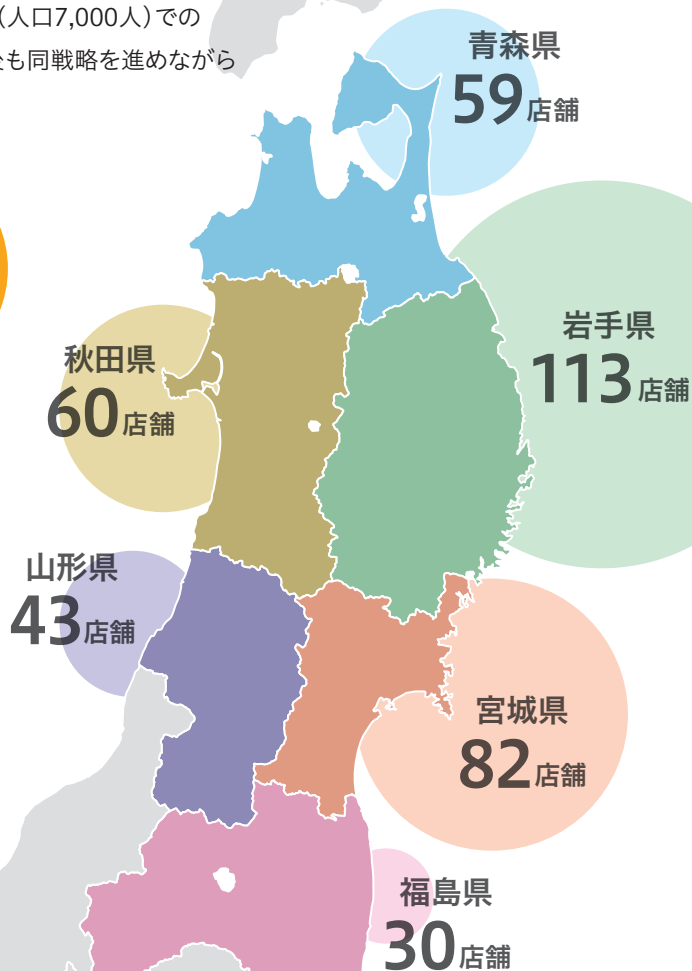 （人口7,000人）での
後も同戦略を進めながら
青森県
59店舗
岩手県
113店舗
秋田県
60店舗
山形県
43店舗
宮城県
82店舗
福島県
30店舗